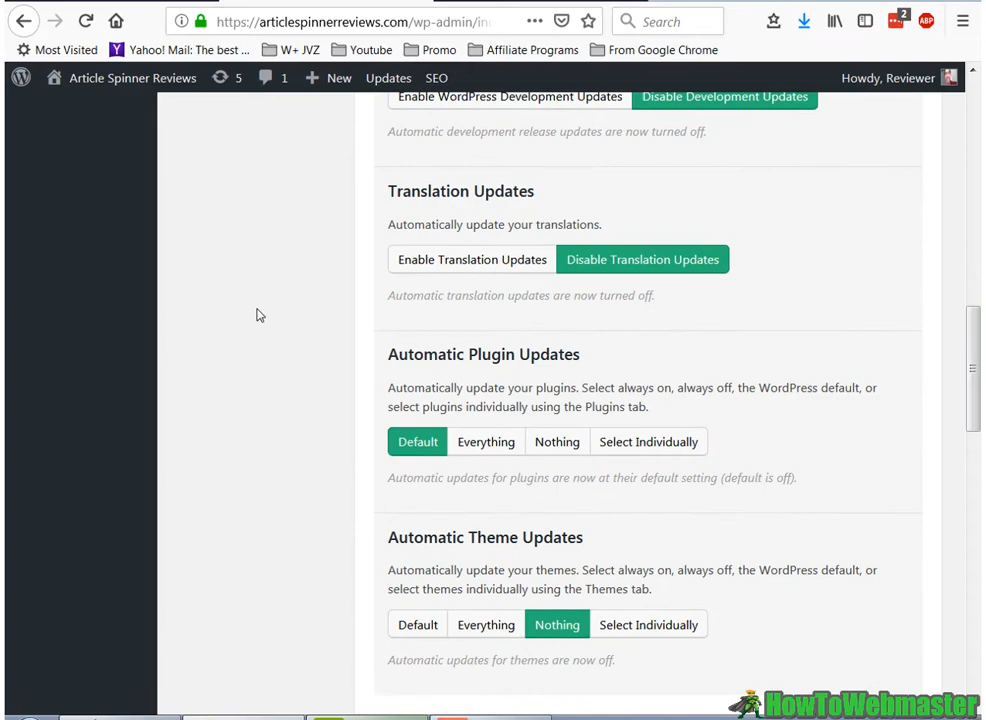 https://articlespinnerreviews.com/wp-admin/in
Search
2
ABP
Most Visited
Yahoo! Mail: The best ...
W+ JVZ
Youtube
Promo
Affiliate Programs
From Google Chrome
Article Spinner Reviews
5
1
New
Updates
SEO
Howdy, Reviewer
Enable WordPress Development Updates
Disable Development Updates
Automatic development release updates are now turned off.
Translation Updates
Automatically update your translations.
Enable Translation Updates
Disable Translation Updates
Automatic translation updates are now turned off.
Automatic Plugin Updates
Automatically update your plugins. Select always on, always off, the WordPress default, or
select plugins individually using the Plugins tab.
Default
Everything
Nothing
Select Individually
Automatic updates for plugins are now at their default setting (default is off).
Automatic Theme Updates
Automatically update your themes. Select always on, always off, the WordPress default, or
select themes individually using the Themes tab.
Default
Everything
Nothing
Select Individually
Automatic updates for themes are now off.
HowToWebmaster